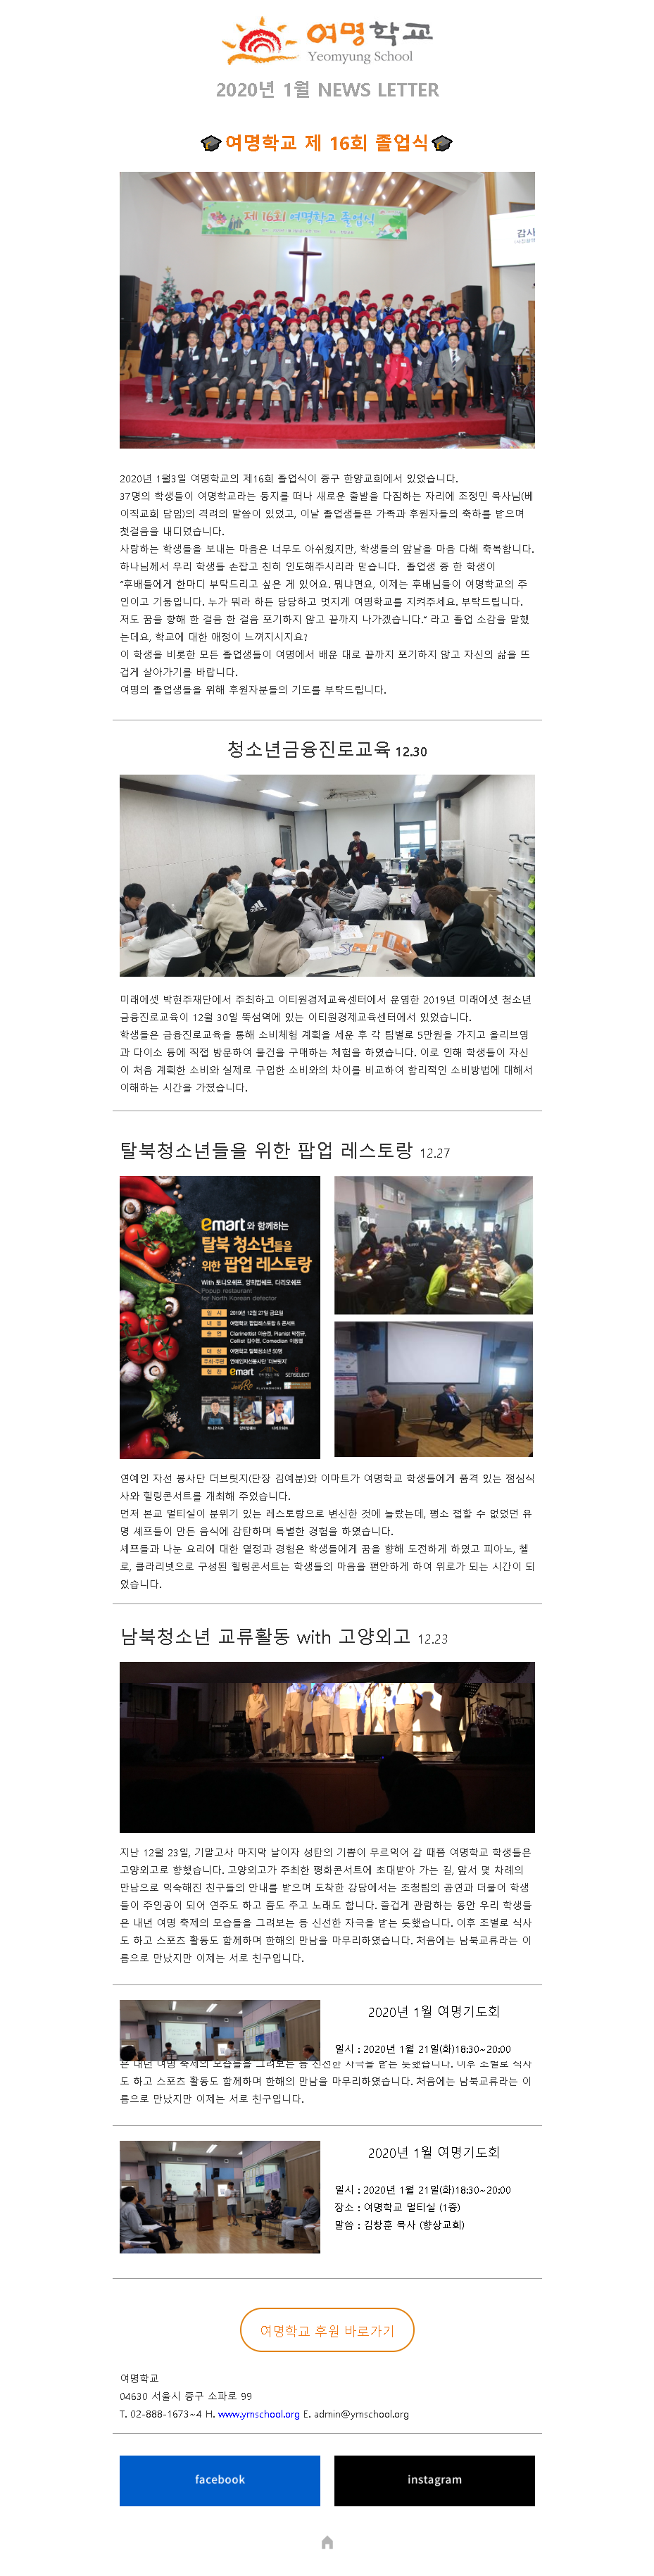 여명학교
Yeomyung School
2020년 1월 NEWS LETTER
여명학교 제 16회 졸업식
제 16회 여명학교 졸업식
감사
2020년 1월3일 여명학교의 제16회 졸업식이 중구 한양교회에서 있었습니다.
37명의 학생들이 여명학교라는 둥지를 떠나 새로운 출발을 다짐하는 자리에 조정민 목사님(베
이직교회 담임)의 격려의 말씀이 있었고, 이날 졸업생들은 가족과 후원자들의 축하를 받으며
첫걸음을 내디뎠습니다.
사랑하는 학생들을 보내는 마음은 너무도 아쉬웠지만, 학생들의 앞날을 마음 다해 축복합니다.
하나님께서 우리 학생들 손잡고 친히 인도해주시리라 믿습니다. 졸업생 중 한 학생이
"후배들에게 한마디 부탁드리고 싶은 게 있어요. 뭐냐면요, 이제는 후배님들이 여명학교의 주
인이고 기둥입니다. 누가 뭐라 하든 당당하고 멋지게 여명학교를 지켜주세요. 부탁드립니다.
저도 꿈을 향해 한 걸음 한 걸음 포기하지 않고 끝까지 나가겠습니다." 라고 졸업 소감을 말했
는데요, 학교에 대한 애정이 느껴지시지요?
이 학생을 비롯한 모든 졸업생들이 여명에서 배운 대로 끝까지 포기하지 않고 자신의 삶을 뜨
겁게 살아가기를 바랍니다.
여명의 졸업생들을 위해 후원자분들의 기도를 부탁드립니다.
청소년금융진로교육 12.30
미래에셋 박현주재단에서 주최하고 이티원경제교육센터에서 운영한 2019년 미래에셋 청소년
금융진로교육이 12월 30일 뚝섬역에 있는 이티원경제교육센터에서 있었습니다.
학생들은 금융진로교육을 통해 소비체험 계획을 세운 후 각 팀별로 5만원을 가지고 올리브영
과 다이소 등에 직접 방문하여 물건을 구매하는 체험을 하였습니다. 이로 인해 학생들이 자신
이 처음 계획한 소비와 실제로 구입한 소비와의 차이를 비교하여 합리적인 소비방법에 대해서
이해하는 시간을 가졌습니다.
탈북청소년들을 위한 팝업 레스토랑 12.27
emart 와 함께하는
탈북 청소년들을
위한 팝업 레스토랑
With 토니오쉐프, 양희법쉐프, 다리오쉐프
Popup restaurant
for North Korean defector
일 시 2019년 12월 27일 금요일
내 용 여명학교 팝업레스토랑 & 콘서트
출 연 Clarinettist 이승현, Pianist 박정규,
Cellist 김수현, Comedian 이동엽
대 상 여명학교 탈북청소년 50명
주최 주관 연예인자선봉사단 '더브릿지'
협 찬 emart SENSELECT
연예인 자선 봉사단 더브릿지(단장 김예분)와 이마트가 여명학교 학생들에게 품격 있는 점심식
사와 힐링콘서트를 개최해 주었습니다.
먼저 본교 멀티실이 분위기 있는 레스토랑으로 변신한 것에 놀랐는데, 평소 접할 수 없었던 유
명 셰프들이 만든 음식에 감탄하며 특별한 경험을 하였습니다.
셰프들과 나눈 요리에 대한 열정과 경험은 학생들에게 꿈을 향해 도전하게 하였고 피아노, 첼
로, 클라리넷으로 구성된 힐링콘서트는 학생들의 마음을 편안하게 하여 위로가 되는 시간이 되
었습니다.
남북청소년 교류활동 with 고양외고 12.23
지난 12월 23일, 기말고사 마지막 날이자 성탄의 기쁨이 무르익어 갈 때쯤 여명학교 학생들은
고양외고로 향했습니다. 고양외고가 주최한 평화콘서트에 초대받아 가는 길, 앞서 몇 차례의
만남으로 익숙해진 친구들의 안내를 받으며 도착한 강당에서는 초청팀의 공연과 더불어 학생
들이 주인공이 되어 연주도 하고 춤도 추고 노래도 합니다. 즐겁게 관람하는 동안 우리 학생들
은 내년 여명 축제의 모습들을 그려보는 등 신선한 자극을 받는 듯했습니다. 이후 조별로 식사
도 하고 스포츠 활동도 함께하며 한해의 만남을 마무리하였습니다. 처음에는 남북교류라는 이
름으로 만났지만 이제는 서로 친구입니다.
2020년 1월 여명기도회
일시 : 2020년 1월 21일(화)18:30~20:00
은 내년 여명 축제의 모습들을 그려보는 등 신선한 자극을 받는 듯했습니다. 이후 조별로 식사
도 하고 스포츠 활동도 함께하며 한해의 만남을 마무리하였습니다. 처음에는 남북교류라는 이
름으로 만났지만 이제는 서로 친구입니다.
2020년 1월 여명기도회
일시 : 2020년 1월 21일(화)18:30~20:00
장소 : 여명학교 멀티실 (1층)
말씀 : 김창훈 목사 (향상교회)
여명학교 후원 바로가기
여명학교
04630 서울시 중구 소파로 99
T. 02-888-1673~4 H. www.ymschool.org E. admin@ymschool.org
facebook
instagram